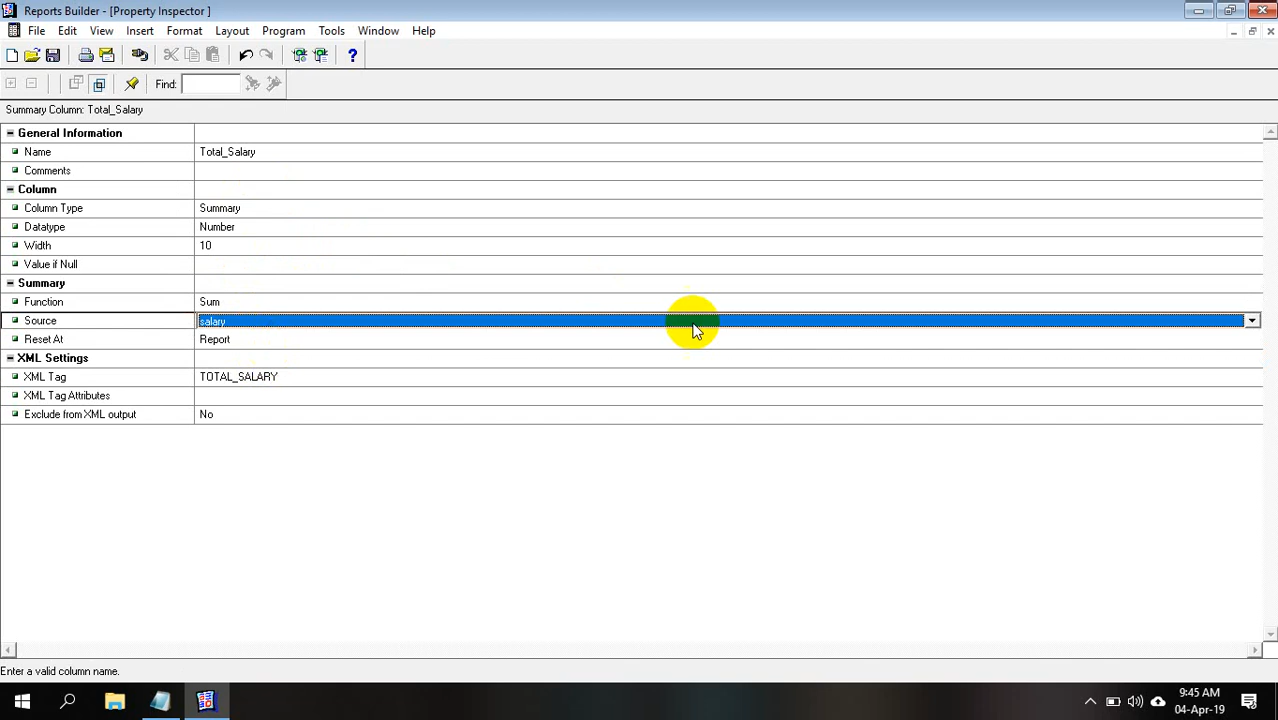 Reports Builder - [Property Inspector ]
File Edit View Insert Format Program Layout Tools Window Help
Find:
Summary Column: Total_Salary
General Information
Name Total_Salary
Comments
Column
Column Type Summary
Datatype Number
Width 10
Value if Null
Summary
Function Sum
Source salary
Reset At Report
XML Settings
XML Tag TOTAL_SALARY
XML Tag Attributes
Exclude from XML output No
Enter a valid column name.
9:45 AM
04-Apr-19